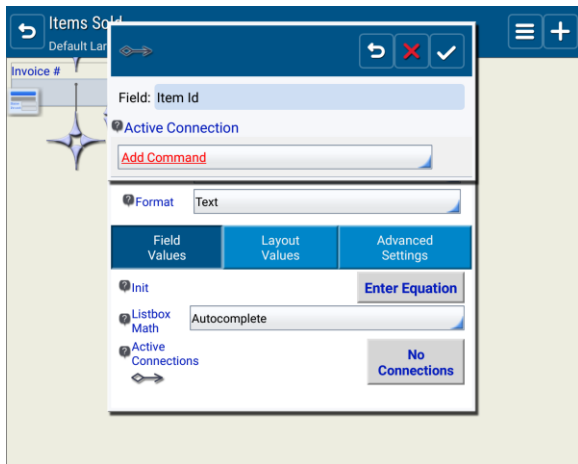 Items So
Default Lar
Invoice #
Field: Item Id
Active Connection
Add Command
Format Text
Field Values
Layout Values
Advanced Settings
Init
Enter Equation
Listbox Math
Autocomplete
Active Connections
No Connections